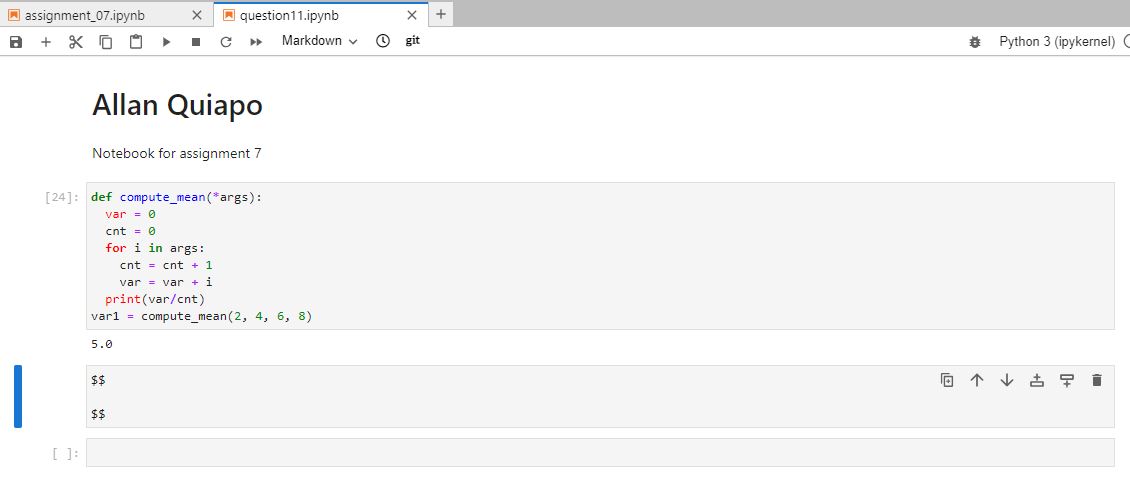 assignment_07.ipynb
question11.ipynb
Markdown
git
Python 3 (ipykernel)
Allan Quiapo
Notebook for assignment 7
[24]:
def compute_mean(*args):
  var = 0
  cnt = 0
  for i in args:
    cnt = cnt + 1
    var = var + i
  print(var/cnt)
var1 = compute_mean(2, 4, 6, 8)
5.0
$$
$$
[ ]: